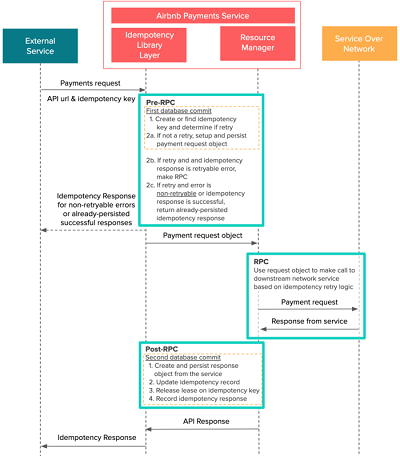 Airbnb Payments Service
External
Service
Idempotency
Library
Layer
Resource
Manager
Service Over
Network
Payments request
API url & idempotency key
Pre-RPC
First database commit
1. Create or find idempotency
key and determine if retry
2a. If not a retry, setup and persist
payment request object
2b. If retry and and idempotency
response is retryable error,
make RPC
2c. If retry and error is
non-retryable or idempotency
response is successful,
return already-persisted
idempotency response
Idempotency Response
for non-retryable errors
or already-persisted
successful responses
Payment request object
RPC
Use request object to make call to
downstream network service
based on idempotency retry logic
Payment request
Response from service
Post-RPC
Second database commit
1. Create and persist response
object from the service
2. Update idempotency record
3. Release lease on idempotency key
4. Record idempotency response
API Response
Idempotency Response